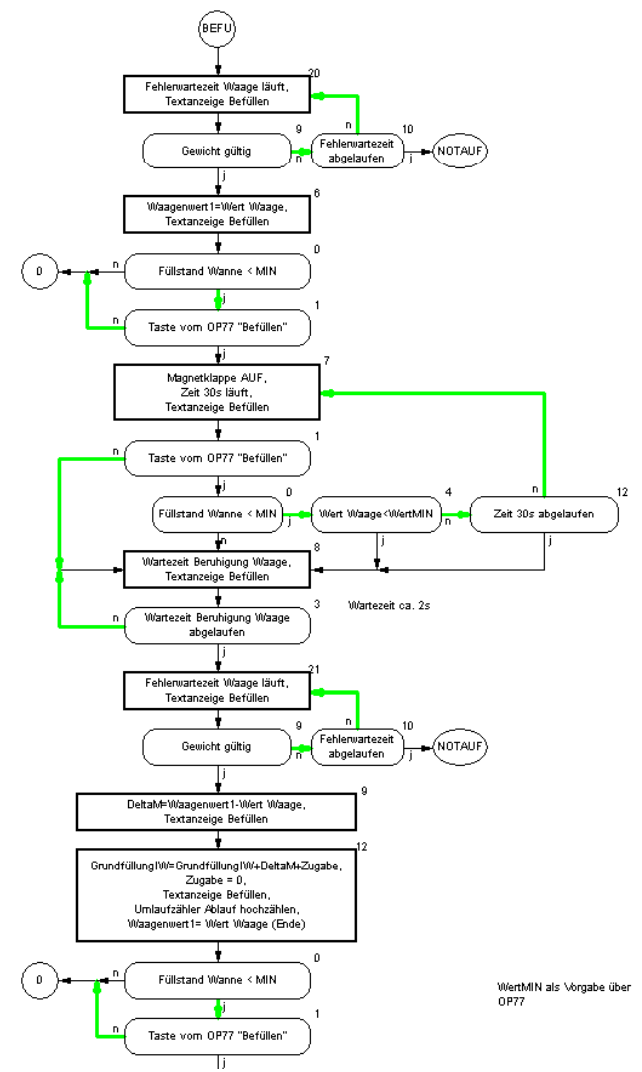 BEFU
20
Fehlerwartezeit Waage läuft,
Textanzeige Befüllen
n
9
10
Gewicht gültig
n
Fehlerwartezeit
abgelaufen
j
NOTAUF
j
6
Waagenwert1=Wert Waage,
Textanzeige Befüllen
0
0
n
Füllstand Wanne < MIN
j
1
n
Taste vom OP77 "Befüllen"
j
7
Magnetklappe AUF,
Zeit 30s läuft,
Textanzeige Befüllen
1
n
Taste vom OP77 "Befüllen"
j
n
0
4
12
Füllstand Wanne < MIN
j
Wert Waage<WertMIN
n
Zeit 30s abgelaufen
n
j
j
8
Wartezeit Beruhigung Waage,
Textanzeige Befüllen
3
Wartezeit ca. 2s
n
Wartezeit Beruhigung Waage
abgelaufen
j
21
Fehlerwartezeit Waage läuft,
Textanzeige Befüllen
n
9
10
Gewicht gültig
n
Fehlerwartezeit
abgelaufen
j
NOTAUF
j
9
DeltaM=Waagenwert1-Wert Waage,
Textanzeige Befüllen
12
GrundfüllungIW=GrundfüllungIW+DeltaM+Zugabe,
Zugabe = 0,
Textanzeige Befüllen,
Umlaufzähler Ablauf hochzählen,
Waagenwert1= Wert Waage (Ende)
0
0
n
Füllstand Wanne < MIN
j
WertMIN als Vorgabe über
OP77
1
n
Taste vom OP77 "Befüllen"
j